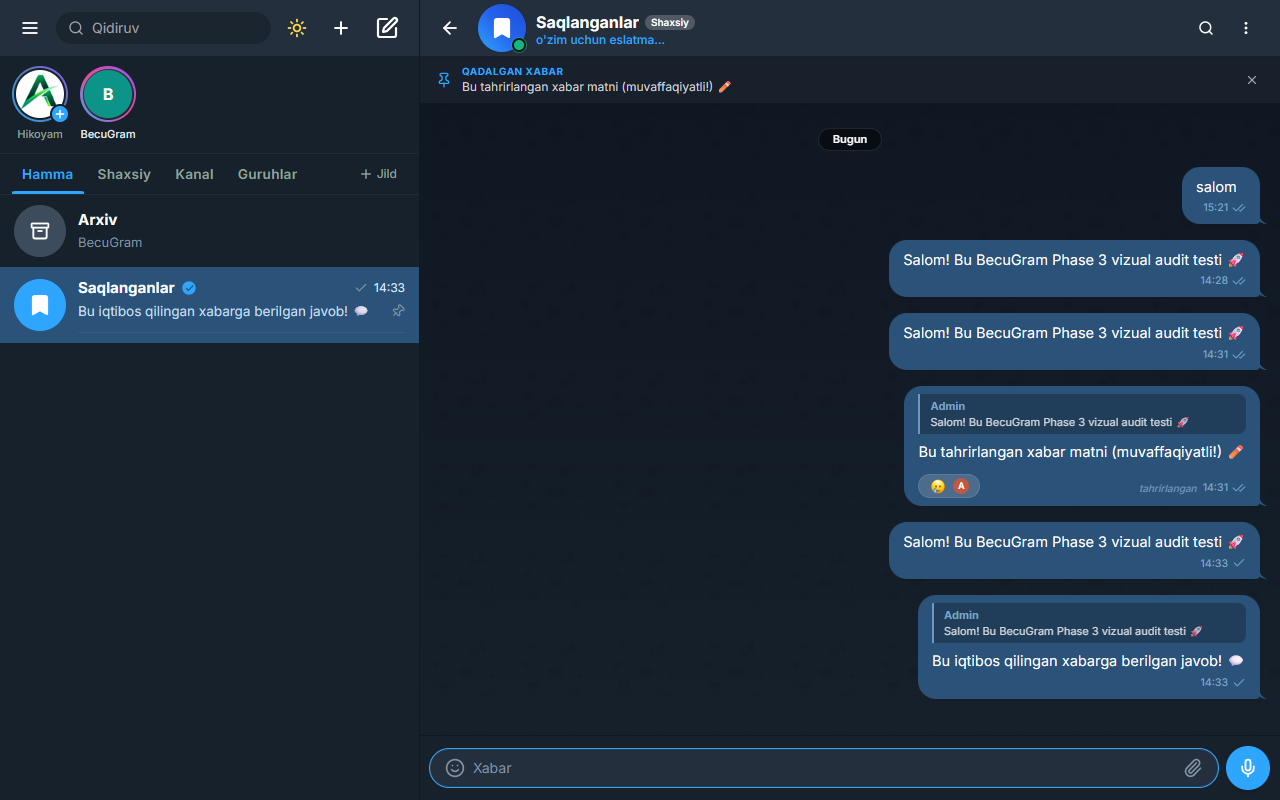 Qidiruv
Hikoyam
B
BecuGram
Hamma
Shaxsiy
Kanal
Guruhlar
+ Jild
Arxiv
BecuGram
Saqlanganlar
14:33
Bu iqtibos qilingan xabarga berilgan javob! 💬
Saqlanganlar
Shaxsiy
o'zim uchun eslatma...
QADALGAN XABAR
Bu tahrirlangan xabar matni (muvaffaqiyatli!) ✏️
Bugun
salom
15:21
Salom! Bu BecuGram Phase 3 vizual audit testi 🚀
14:28
Salom! Bu BecuGram Phase 3 vizual audit testi 🚀
14:31
Admin
Salom! Bu BecuGram Phase 3 vizual audit testi 🚀
Bu tahrirlangan xabar matni (muvaffaqiyatli!) ✏️
🥲 A
tahrirlangan 14:31
Salom! Bu BecuGram Phase 3 vizual audit testi 🚀
14:33
Admin
Salom! Bu BecuGram Phase 3 vizual audit testi 🚀
Bu iqtibos qilingan xabarga berilgan javob! 💬
14:33
Xabar